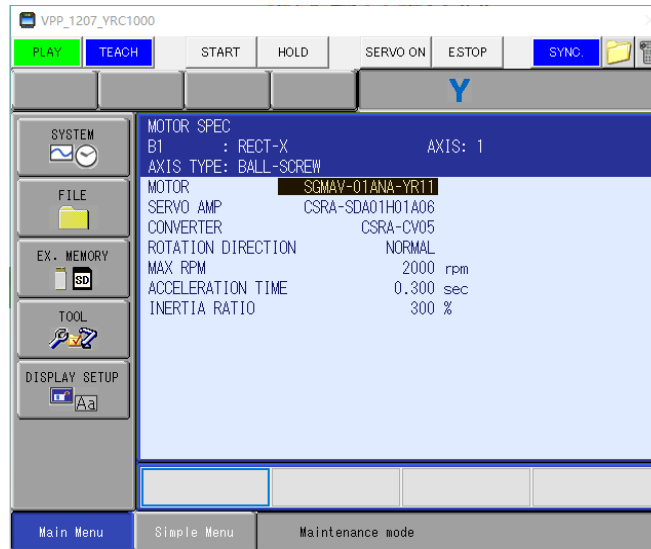 VPP_1207_YRC1000
PLAY TEACH START HOLD SERVO ON E.STOP SYNC.
Y
SYSTEM
FILE
EX. MEMORY
SD
TOOL
DISPLAY SETUP
Aa
MOTOR SPEC
B1 : RECT-X AXIS: 1
AXIS TYPE: BALL-SCREW
MOTOR SGMAV-01ANA-YR11
SERVO AMP CSRA-SDA01H01A06
CONVERTER CSRA-CV05
ROTATION DIRECTION NORMAL
MAX RPM 2000 rpm
ACCELERATION TIME 0.300 sec
INERTIA RATIO 300 %
Main Menu Simple Menu Maintenance mode